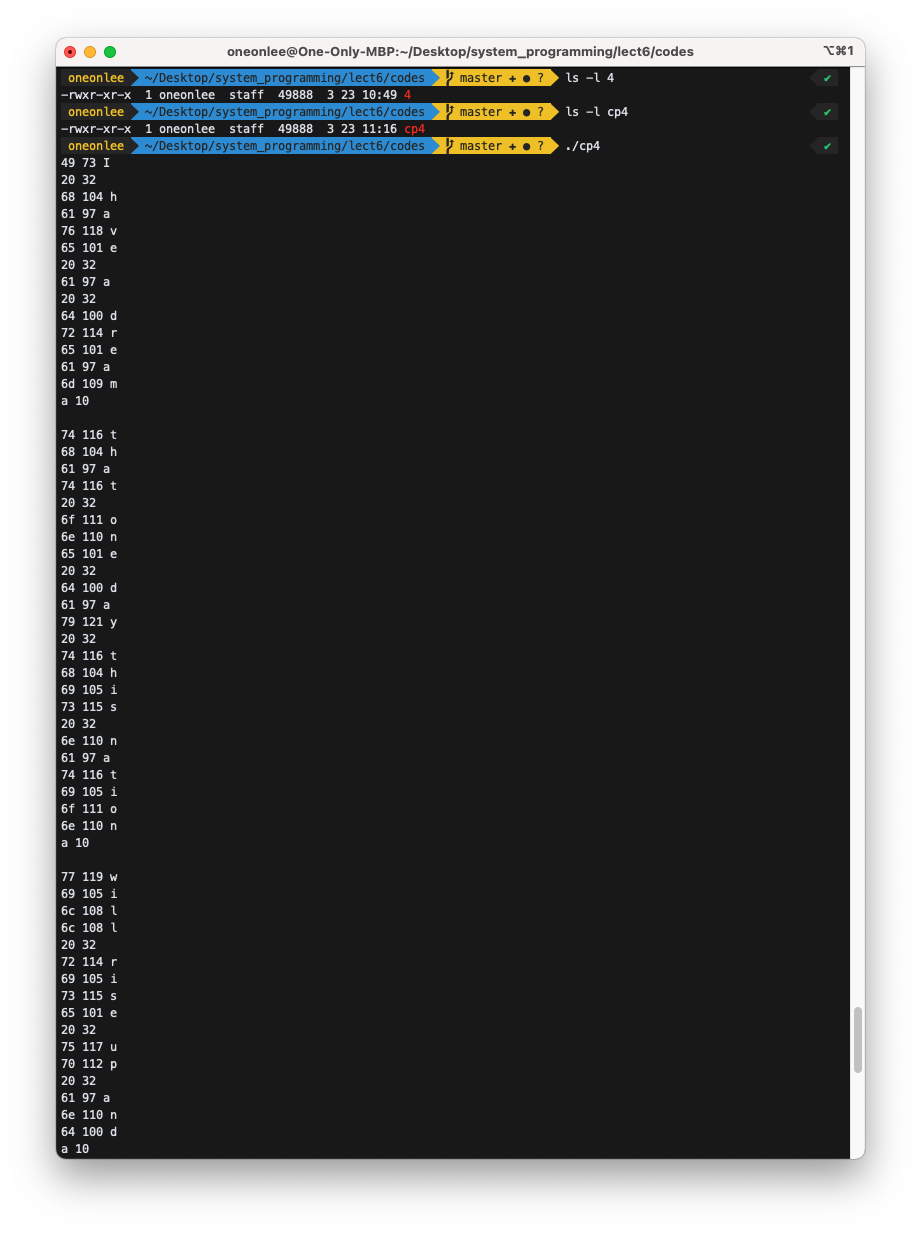 oneonlee@One-Only-MBP:~/Desktop/system_programming/lect6/codes ⌥⌘1
oneonlee ~/Desktop/system_programming/lect6/codes master + ● ? ls -l 4 ✔
-rwxr-xr-x 1 oneonlee staff 49888 3 23 10:49 4
oneonlee ~/Desktop/system_programming/lect6/codes master + ● ? ls -l cp4 ✔
-rwxr-xr-x 1 oneonlee staff 49888 3 23 11:16 cp4
oneonlee ~/Desktop/system_programming/lect6/codes master + ● ? ./cp4 ✔
49 73 I
20 32
68 104 h
61 97 a
76 118 v
65 101 e
20 32
61 97 a
20 32
64 100 d
72 114 r
65 101 e
61 97 a
6d 109 m
a 10
74 116 t
68 104 h
61 97 a
74 116 t
20 32
6f 111 o
6e 110 n
65 101 e
20 32
64 100 d
61 97 a
79 121 y
20 32
74 116 t
68 104 h
69 105 i
73 115 s
20 32
6e 110 n
61 97 a
74 116 t
69 105 i
6f 111 o
6e 110 n
a 10
77 119 w
69 105 i
6c 108 l
6c 108 l
20 32
72 114 r
69 105 i
73 115 s
65 101 e
20 32
75 117 u
70 112 p
20 32
61 97 a
6e 110 n
64 100 d
a 10